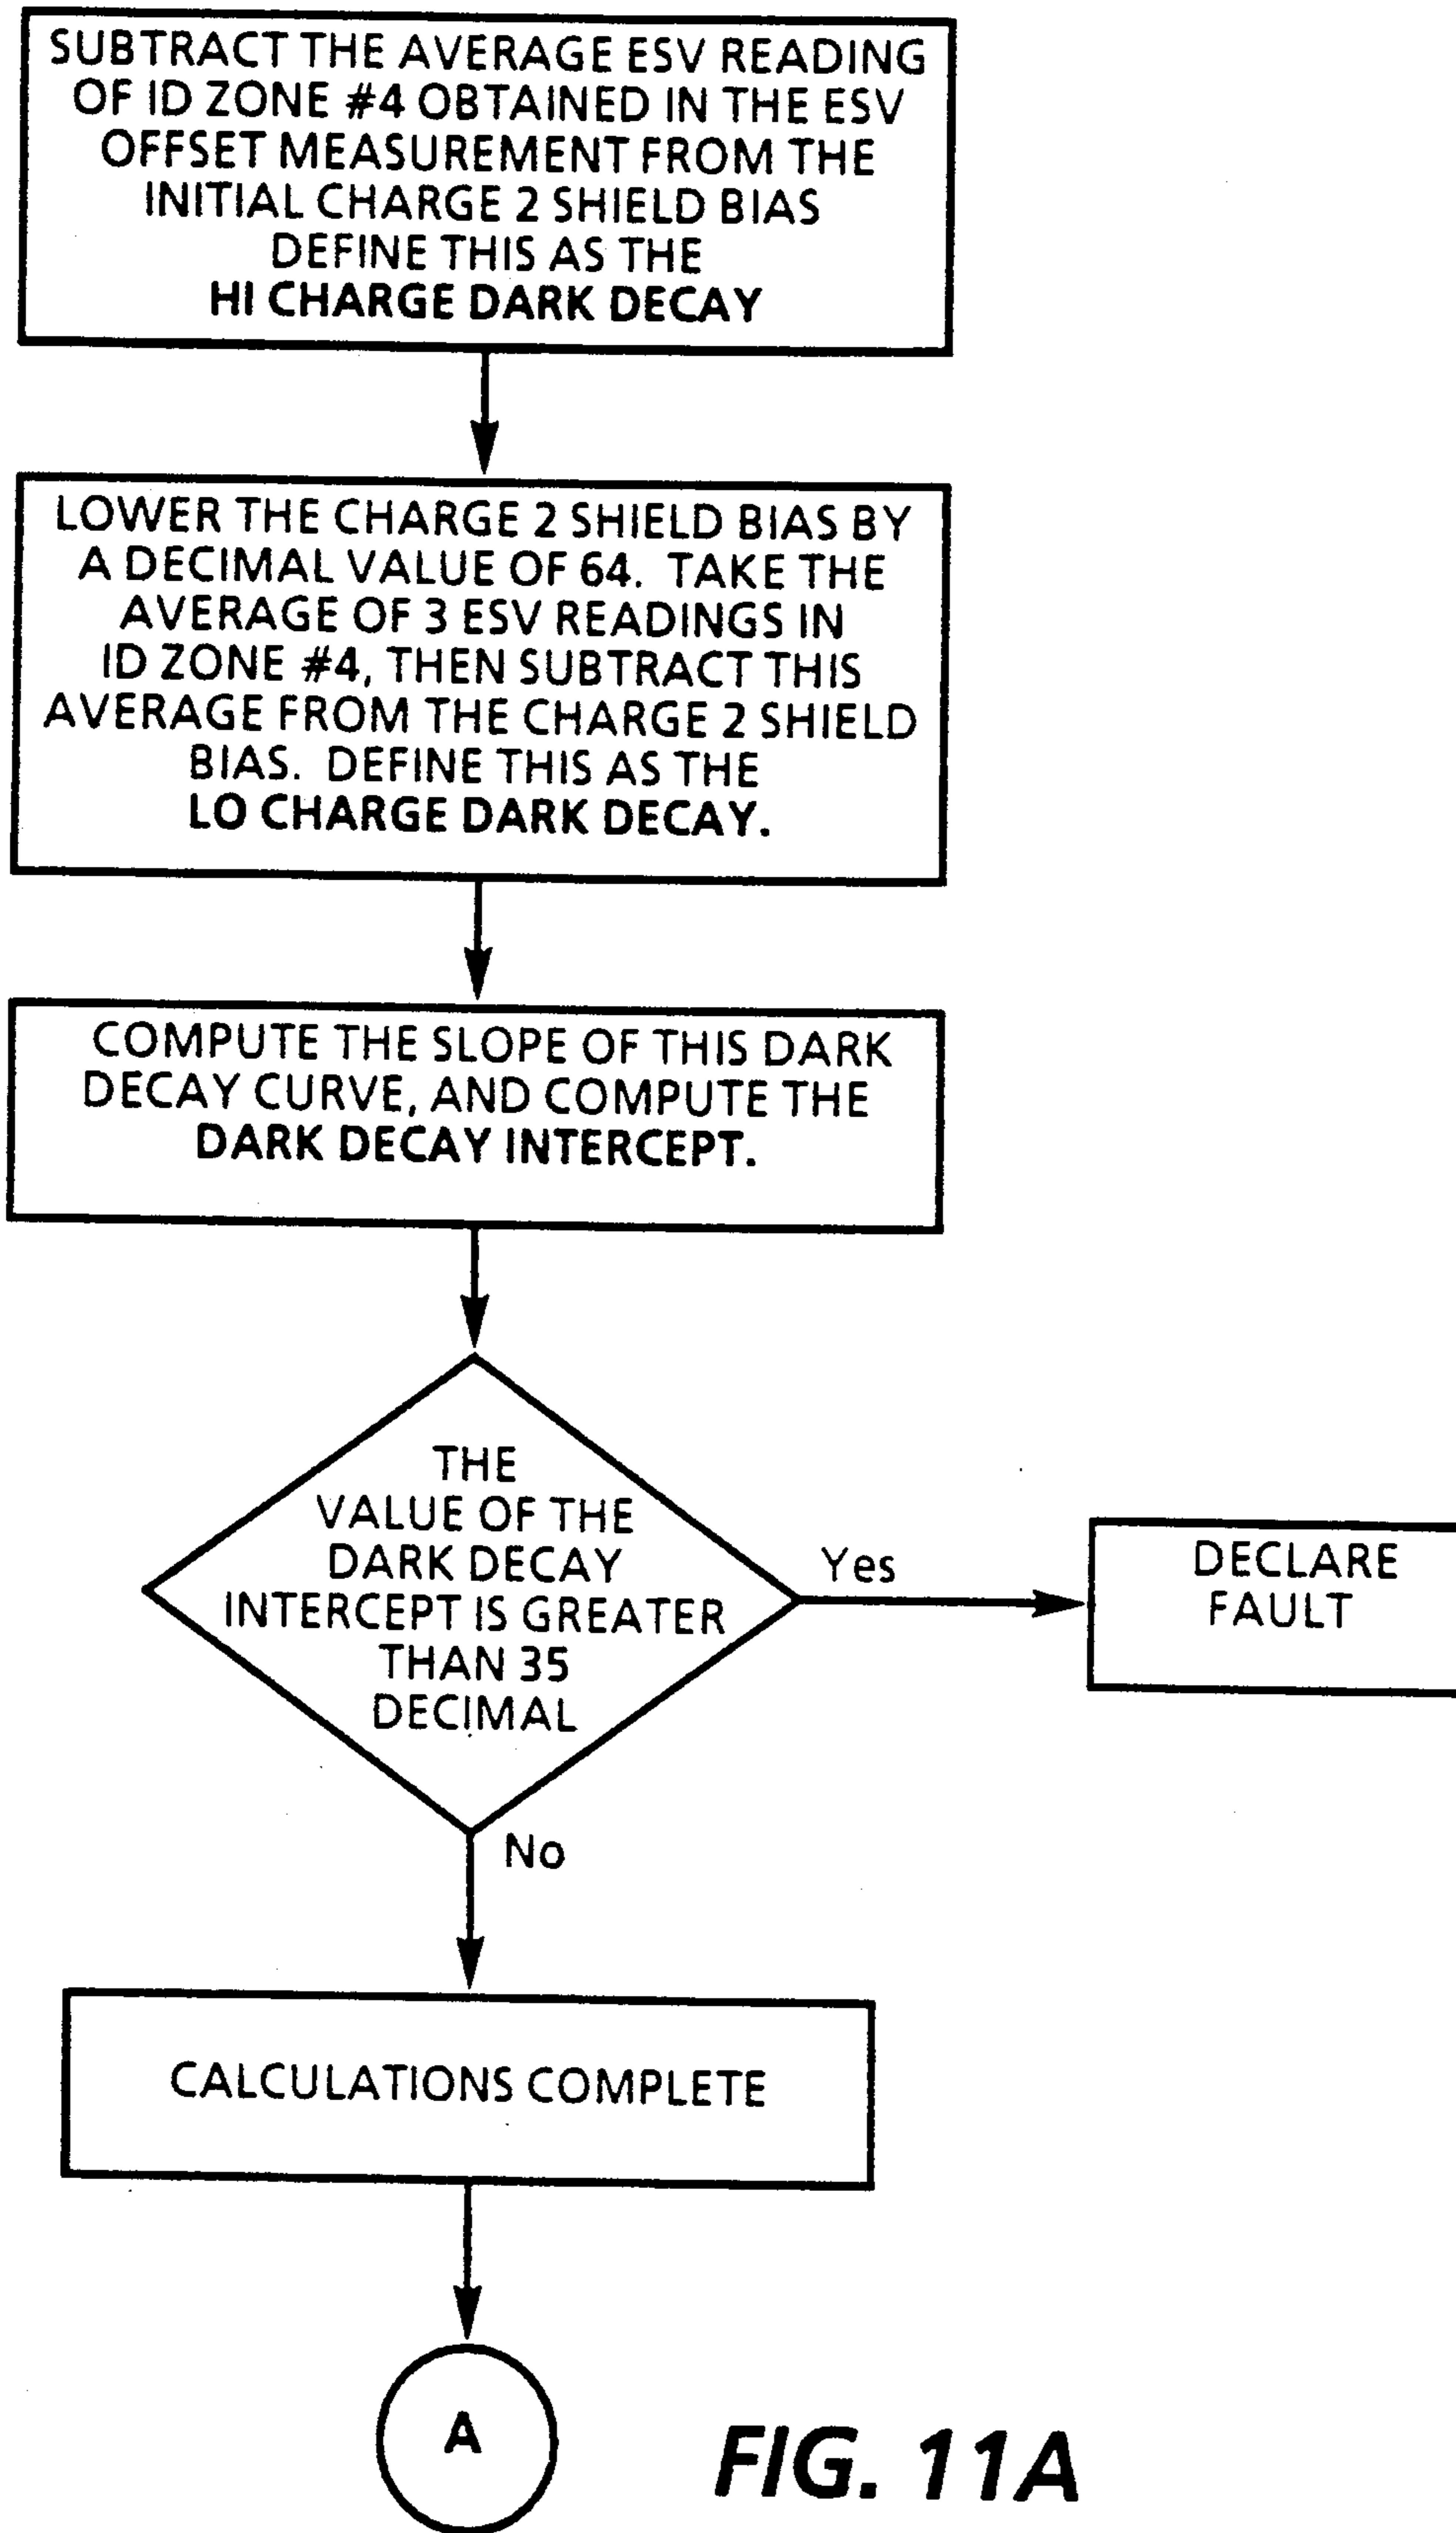 SUBTRACT THE AVERAGE ESV READING
OF ID ZONE #4 OBTAINED IN THE ESV
OFFSET MEASUREMENT FROM THE
INITIAL CHARGE 2 SHIELD BIAS
DEFINE THIS AS THE
HI CHARGE DARK DECAY
LOWER THE CHARGE 2 SHIELD BIAS BY
A DECIMAL VALUE OF 64. TAKE THE
AVERAGE OF 3 ESV READINGS IN
ID ZONE #4, THEN SUBTRACT THIS
AVERAGE FROM THE CHARGE 2 SHIELD
BIAS. DEFINE THIS AS THE
LO CHARGE DARK DECAY.
COMPUTE THE SLOPE OF THIS DARK
DECAY CURVE, AND COMPUTE THE
DARK DECAY INTERCEPT.
THE
VALUE OF THE
DARK DECAY
INTERCEPT IS GREATER
THAN 35
DECIMAL
Yes
DECLARE
FAULT
No
CALCULATIONS COMPLETE
A
FIG. 11A